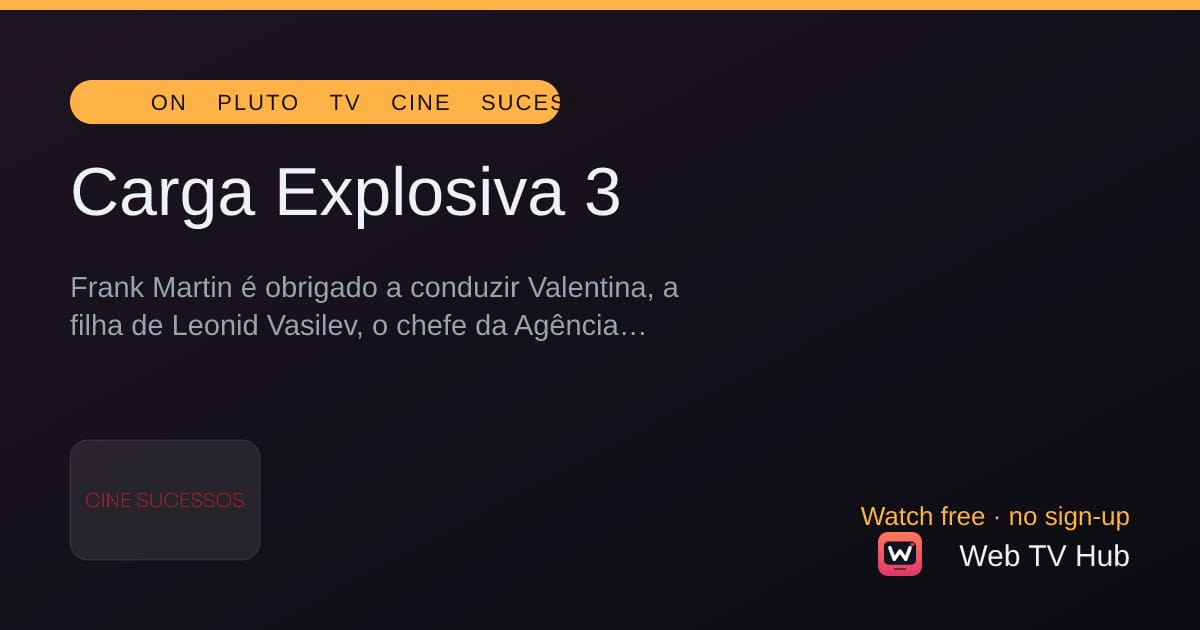 ON PLUTO TV CINE SUCES
Carga Explosiva 3
Frank Martin é obrigado a conduzir Valentina, a
filha de Leonid Vasilev, o chefe da Agência…
CINE SUCESSOS
Watch free · no sign-up
W
Web TV Hub